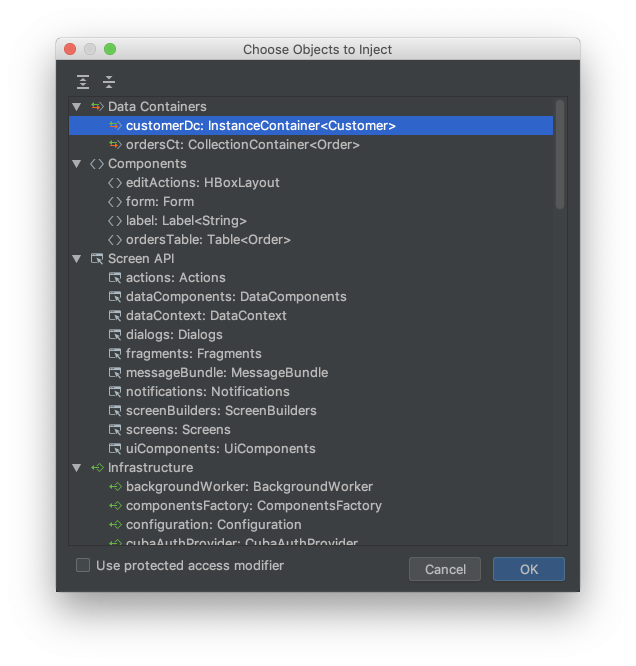 Choose Objects to Inject
Data Containers
customerDc: InstanceContainer<Customer>
ordersCt: CollectionContainer<Order>
Components
editActions: HBoxLayout
form: Form
label: Label<String>
ordersTable: Table<Order>
Screen API
actions: Actions
dataComponents: DataComponents
dataContext: DataContext
dialogs: Dialogs
fragments: Fragments
messageBundle: MessageBundle
notifications: Notifications
screenBuilders: ScreenBuilders
screens: Screens
uiComponents: UiComponents
Infrastructure
backgroundWorker: BackgroundWorker
componentsFactory: ComponentsFactory
configuration: Configuration
cubaAuthProvider: CubaAuthProvider
Use protected access modifier
Cancel
OK